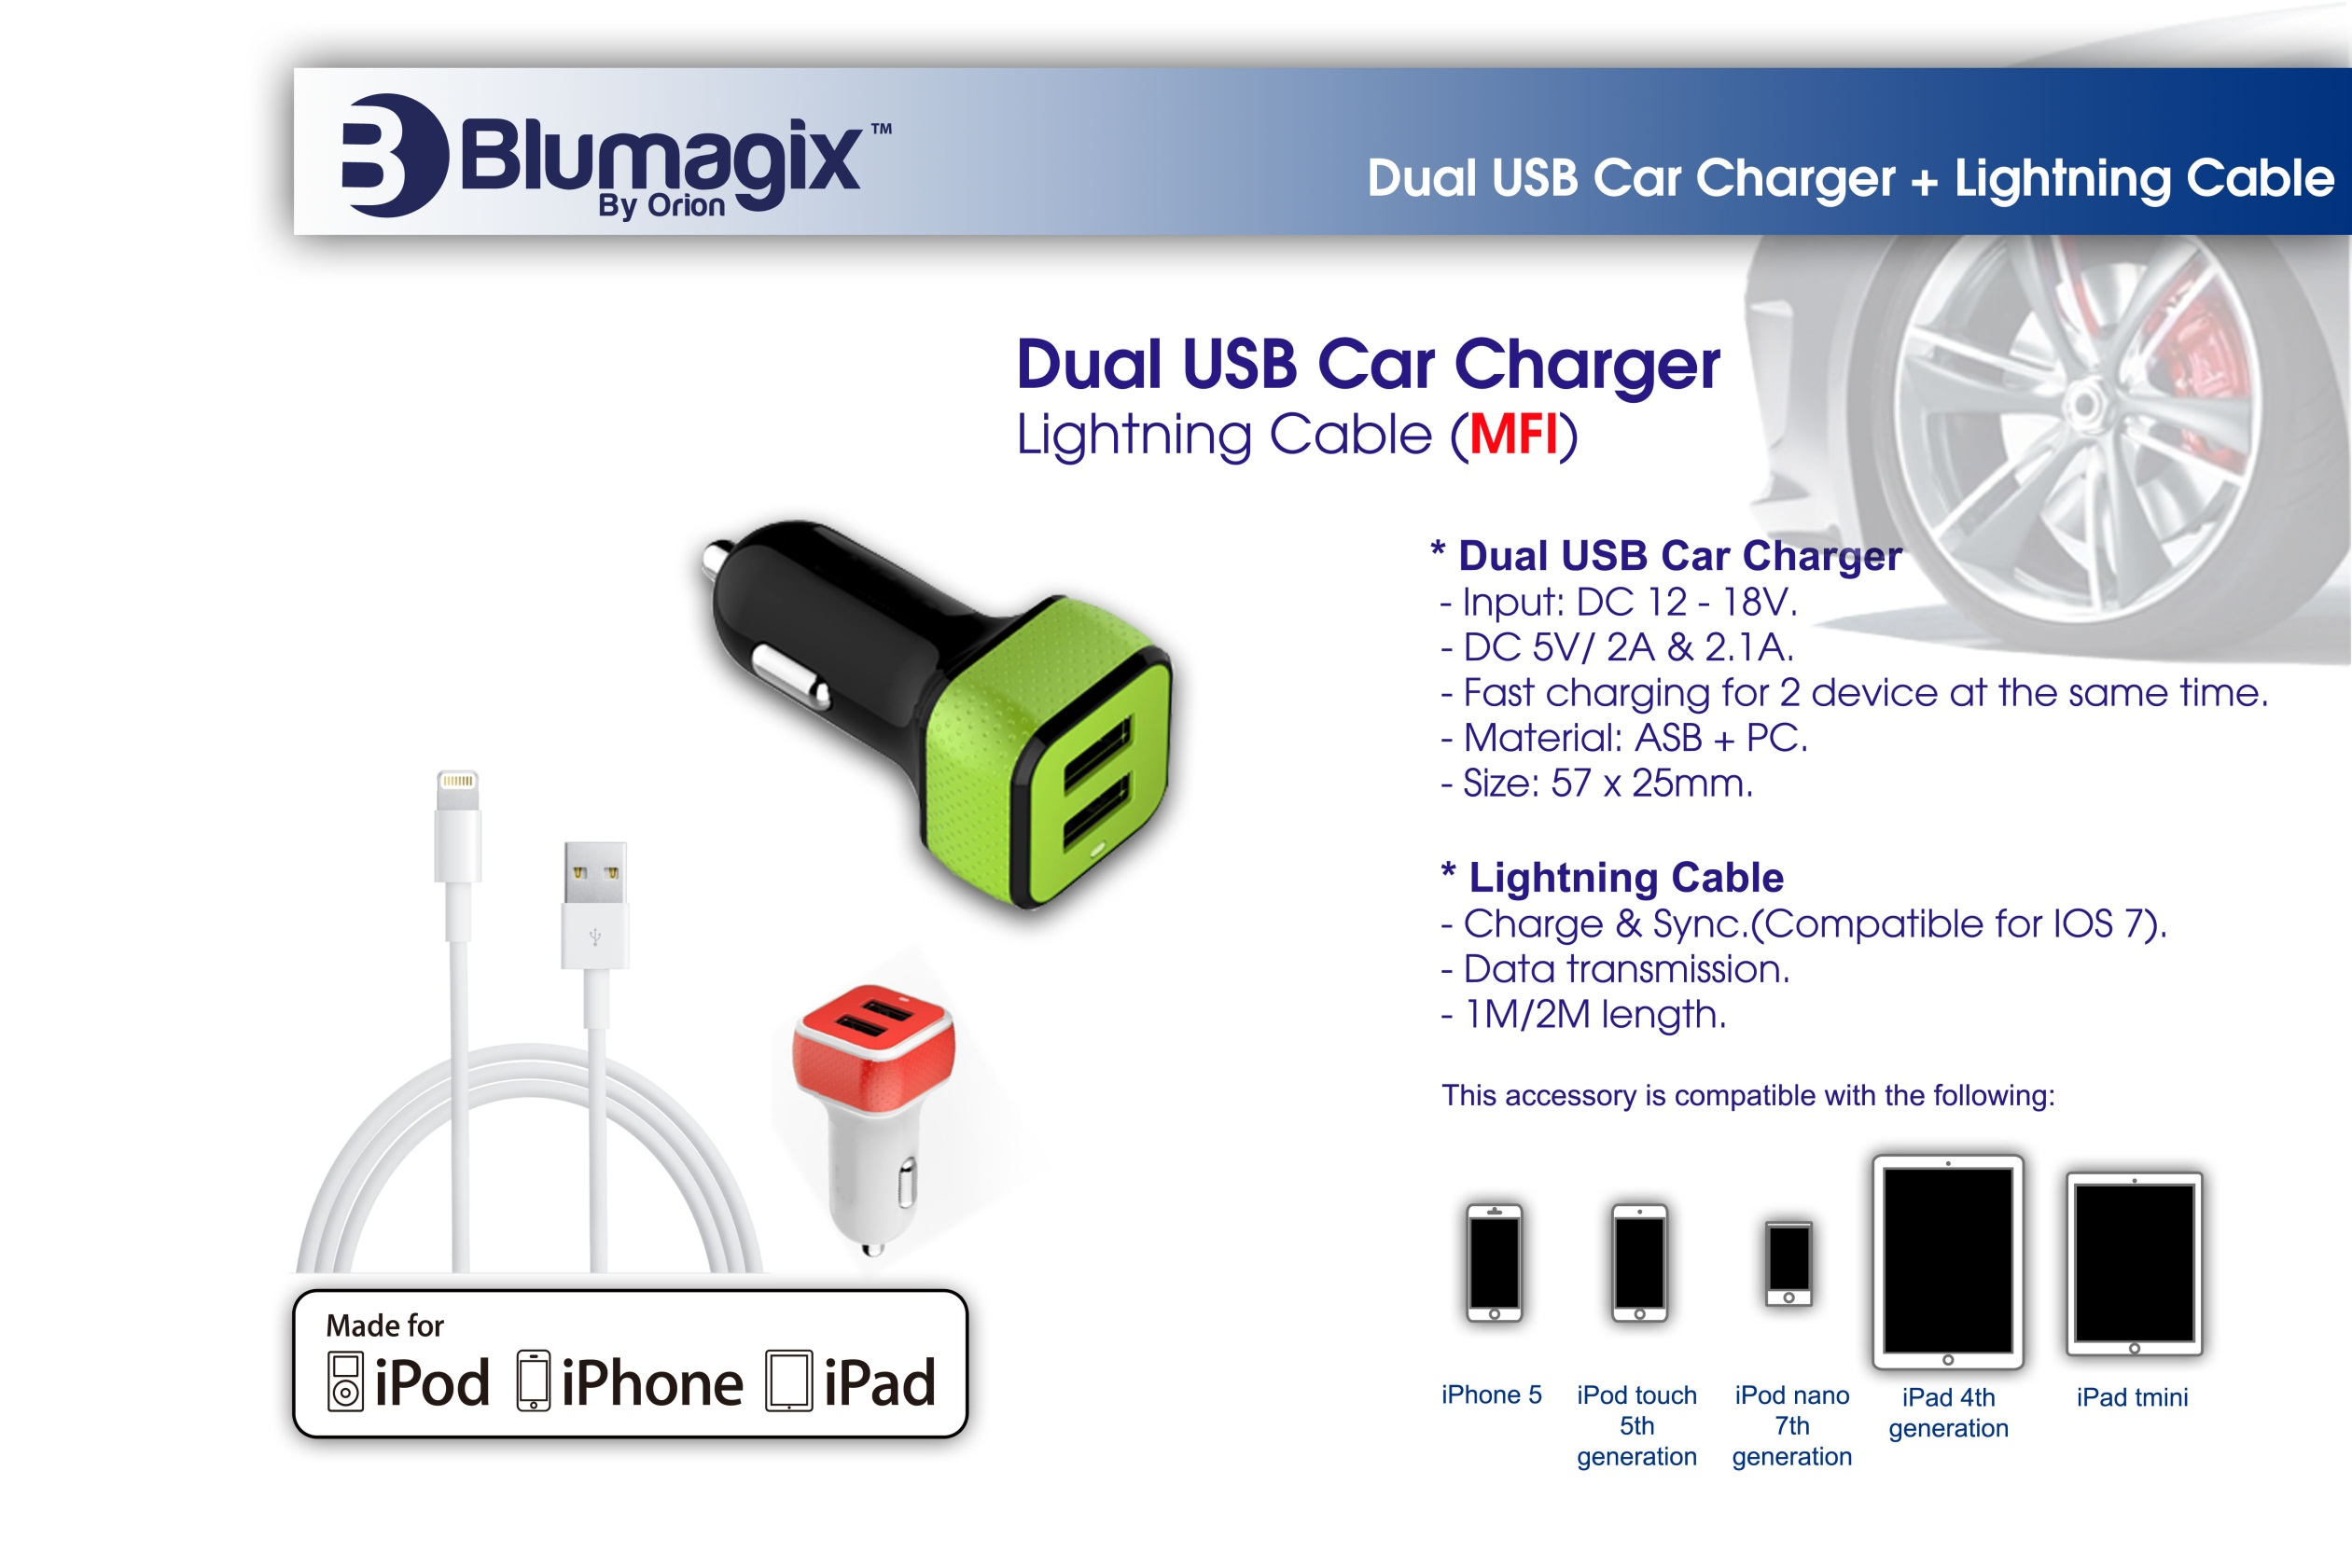 Blumagix™
By Orion
Dual USB Car Charger + Lightning Cable
Dual USB Car Charger
Lightning Cable (MFI)
* Dual USB Car Charger
- Input: DC 12 - 18V.
- DC 5V/ 2A & 2.1A.
- Fast charging for 2 device at the same time.
- Material: ASB + PC.
- Size: 57 x 25mm.
* Lightning Cable
- Charge & Sync.(Compatible for IOS 7).
- Data transmission.
- 1M/2M length.
This accessory is compatible with the following:
iPhone 5
iPod touch
5th
generation
iPod nano
7th
generation
iPad 4th
generation
iPad tmini
Made for
iPod iPhone iPad